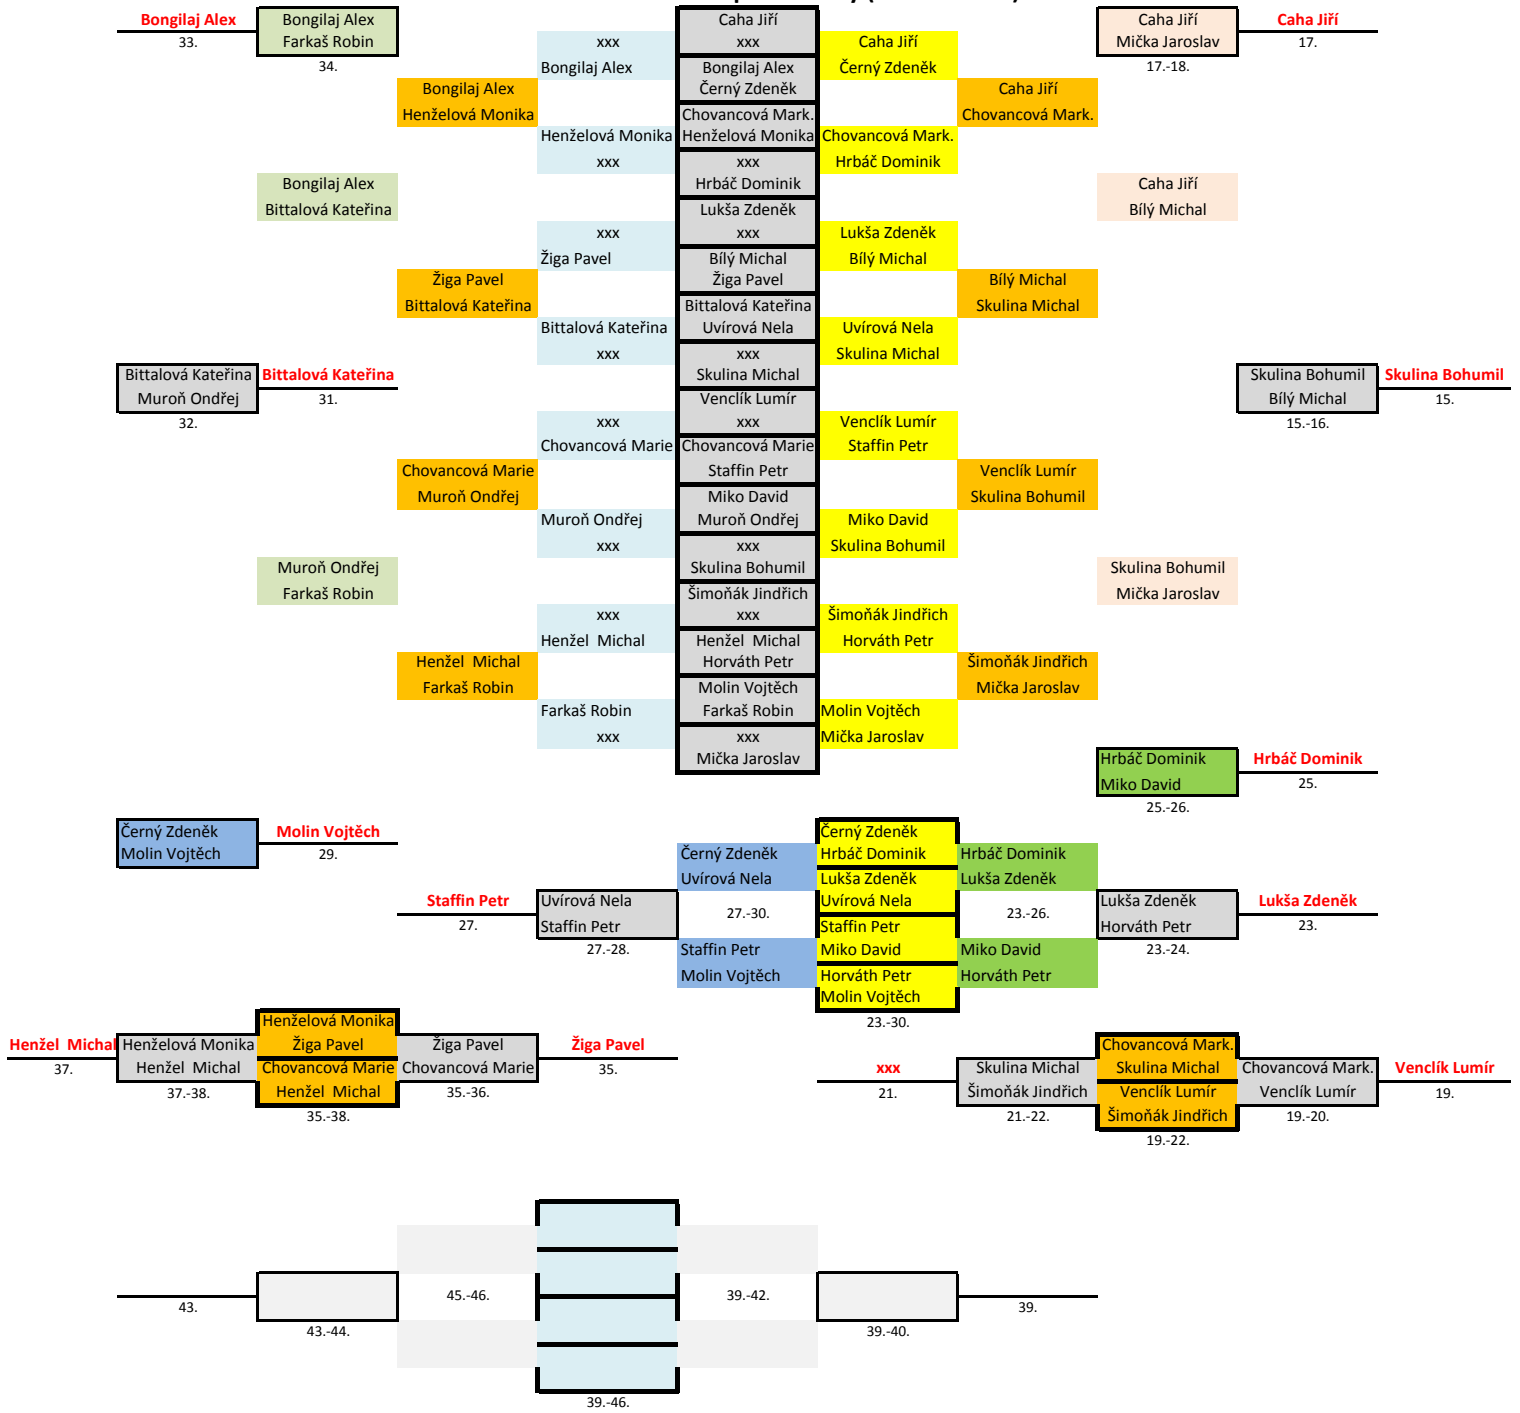 Bongilaj Alex
33.
Bongilaj Alex
Farkaš Robin
34.
Caha Jiří
xxx
Caha Jiří
Mička Jaroslav
17.-18.
Caha Jiří
17.
xxx
Bongilaj Alex
Bongilaj Alex
Černý Zdeněk
Caha Jiří
Černý Zdeněk
Bongilaj Alex
Henželová Monika
Caha Jiří
Chovancová Mark.
Henželová Monika
xxx
Chovancová Mark.
Henželová Monika
Chovancová Mark.
Hrbáč Dominik
xxx
Hrbáč Dominik
Bongilaj Alex
Bittalová Kateřina
Caha Jiří
Bílý Michal
Lukša Zdeněk
xxx
xxx
Žiga Pavel
Lukša Zdeněk
Bílý Michal
Bílý Michal
Žiga Pavel
Žiga Pavel
Bittalová Kateřina
Bílý Michal
Skulina Michal
Bittalová Kateřina
Uvírová Nela
Bittalová Kateřina
xxx
Uvírová Nela
Skulina Michal
xxx
Skulina Michal
Bittalová Kateřina
Muroň Ondřej
32.
Bittalová Kateřina
31.
Skulina Bohumil
Bílý Michal
15.-16.
Skulina Bohumil
15.
Venclík Lumír
xxx
xxx
Chovancová Marie
Venclík Lumír
Staffin Petr
Chovancová Marie
Staffin Petr
Chovancová Marie
Muroň Ondřej
Venclík Lumír
Skulina Bohumil
Miko David
Muroň Ondřej
Muroň Ondřej
xxx
Miko David
Skulina Bohumil
xxx
Skulina Bohumil
Muroň Ondřej
Farkaš Robin
Skulina Bohumil
Mička Jaroslav
Šimoňák Jindřich
xxx
xxx
Henžel  Michal
Šimoňák Jindřich
Horváth Petr
Henžel  Michal
Horváth Petr
Henžel  Michal
Farkaš Robin
Šimoňák Jindřich
Mička Jaroslav
Molin Vojtěch
Farkaš Robin
Farkaš Robin
xxx
Molin Vojtěch
Mička Jaroslav
xxx
Mička Jaroslav
Hrbáč Dominik
Miko David
25.-26.
Hrbáč Dominik
25.
Černý Zdeněk
Molin Vojtěch
Molin Vojtěch
29.
Černý Zdeněk
Hrbáč Dominik
Černý Zdeněk
Uvírová Nela
Hrbáč Dominik
Lukša Zdeněk
Lukša Zdeněk
Uvírová Nela
Staffin Petr
27.
Uvírová Nela
Staffin Petr
27.-28.
27.-30.
23.-26.
Lukša Zdeněk
Horváth Petr
23.-24.
Lukša Zdeněk
23.
Staffin Petr
Miko David
Staffin Petr
Molin Vojtěch
Miko David
Horváth Petr
Horváth Petr
Molin Vojtěch
23.-30.
Henžel  Michal
37.
Henželová Monika
Henžel  Michal
37.-38.
Henželová Monika
Žiga Pavel
Chovancová Marie
Henžel  Michal
35.-38.
Žiga Pavel
Chovancová Marie
35.-36.
Žiga Pavel
35.
xxx
21.
Skulina Michal
Šimoňák Jindřich
21.-22.
Chovancová Mark.
Skulina Michal
Venclík Lumír
Šimoňák Jindřich
19.-22.
Chovancová Mark.
Venclík Lumír
19.-20.
Venclík Lumír
19.
43.
43.-44.
45.-46.
39.-42.
39.-40.
39.
39.-46.